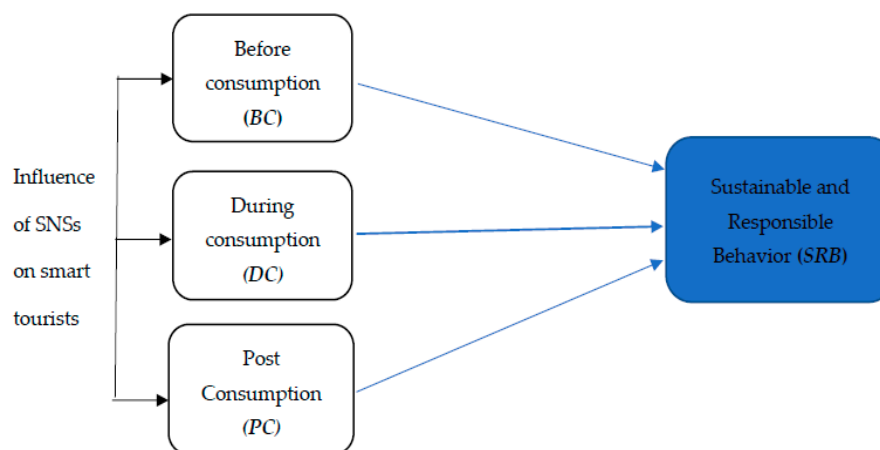 Influence
of SNSs
on smart
tourists
Before
consumption
(BC)
During
consumption
(DC)
Post
Consumption
(PC)
Sustainable and
Responsible
Behavior (SRB)